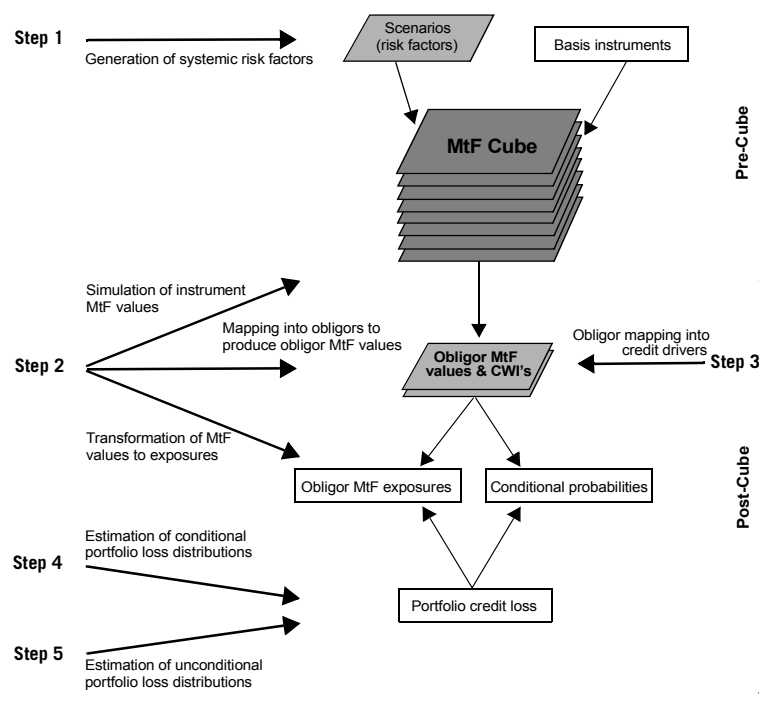 Step 1
Generation of systemic risk factors
Scenarios
(risk factors)
Basis instruments
MtF Cube
Pre-Cube
Simulation of instrument
MtF values
Mapping into obligors to
produce obligor MtF values
Step 2
Transformation of MtF
values to exposures
Obligor MtF
values & CWI's
Obligor mapping into
credit drivers
Step 3
Obligor MtF exposures
Conditional probabilities
Post-Cube
Estimation of conditional
portfolio loss distributions
Step 4
Portfolio credit loss
Step 5
Estimation of unconditional
portfolio loss distributions